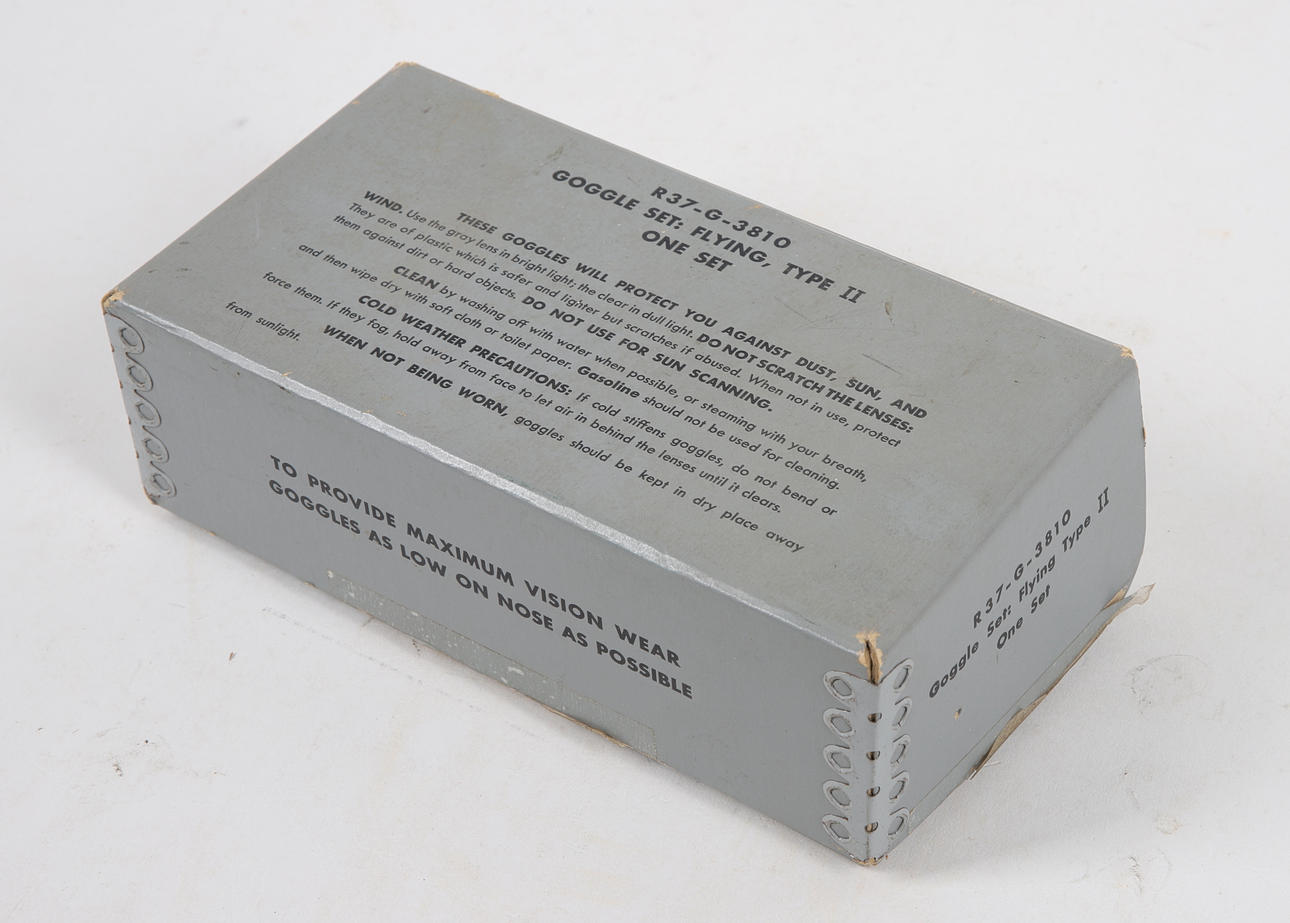 R37-G-3810
GOGGLE SET: FLYING, TYPE II
ONE SET
THESE GOGGLES WILL PROTECT YOU AGAINST DUST, SUN, AND
WIND. Use the gray lens in bright light; the clear in dull light. DO NOT SCRATCH THE LENSES:
They are of plastic which is safer and lighter but scratches if abused. When not in use, protect
them against dirt or hard objects. DO NOT USE FOR SUN SCANNING.
CLEAN by washing off with water when possible, or steaming with your breath,
and then wipe dry with soft cloth or toilet paper. Gasoline should not be used for cleaning.
COLD WEATHER PRECAUTIONS: If cold stiffens goggles, do not bend or
force them. If they fog, hold away from face to let air in behind the lenses until it clears.
WHEN NOT BEING WORN, goggles should be kept in dry place away
from sunlight.
TO PROVIDE MAXIMUM VISION WEAR
GOGGLES AS LOW ON NOSE AS POSSIBLE
R37-G-3810
Goggle Set: Flying Type II
One Set